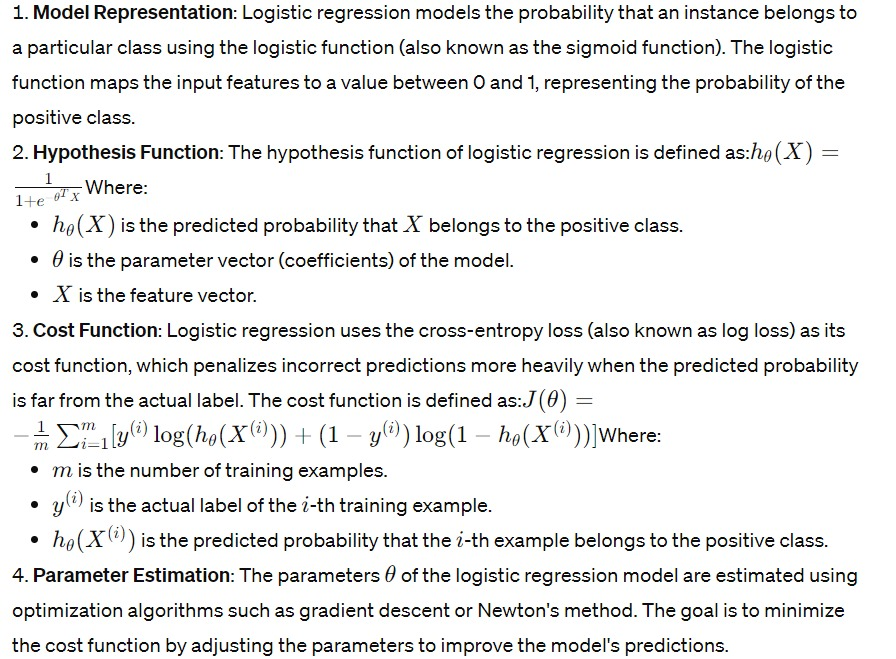 1. Model Representation: Logistic regression models the probability that an instance belongs to
a particular class using the logistic function (also known as the sigmoid function). The logistic
function maps the input features to a value between 0 and 1, representing the probability of the
positive class.
2. Hypothesis Function: The hypothesis function of logistic regression is defined as:$h_\theta(X) =$
$\frac{1}{1+e^{-\theta^T X}}$ Where:
• $h_\theta(X)$ is the predicted probability that $X$ belongs to the positive class.
• $\theta$ is the parameter vector (coefficients) of the model.
• $X$ is the feature vector.
3. Cost Function: Logistic regression uses the cross-entropy loss (also known as log loss) as its
cost function, which penalizes incorrect predictions more heavily when the predicted probability
is far from the actual label. The cost function is defined as:$J(\theta) =$
$-\frac{1}{m} \sum_{i=1}^{m} [y^{(i)} \log(h_\theta(X^{(i)})) + (1 - y^{(i)}) \log(1 - h_\theta(X^{(i)}))]$Where:
• $m$ is the number of training examples.
• $y^{(i)}$ is the actual label of the $i$-th training example.
• $h_\theta(X^{(i)})$ is the predicted probability that the $i$-th example belongs to the positive class.
4. Parameter Estimation: The parameters $\theta$ of the logistic regression model are estimated using
optimization algorithms such as gradient descent or Newton's method. The goal is to minimize
the cost function by adjusting the parameters to improve the model's predictions.